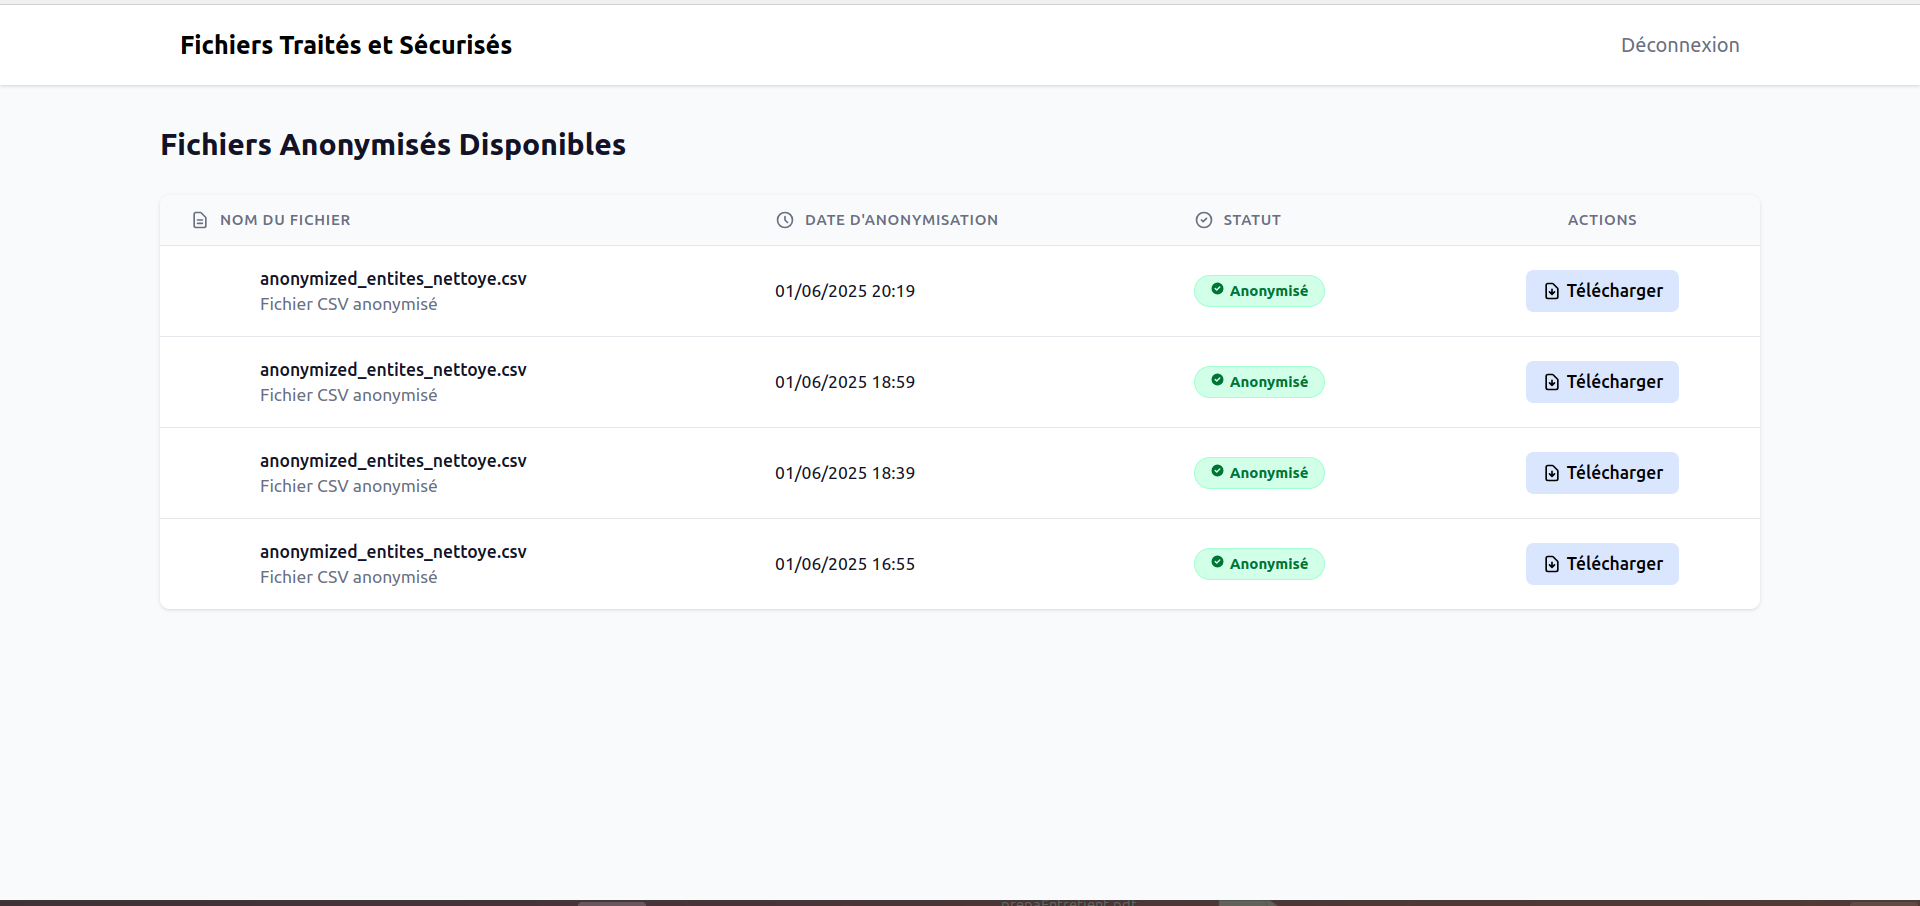 Fichiers Traités et Sécurisés
Déconnexion
Fichiers Anonymisés Disponibles
NOM DU FICHIER
DATE D'ANONYMISATION
STATUT
ACTIONS
anonymized_entites_nettoye.csv
Fichier CSV anonymisé
01/06/2025 20:19
Anonymisé
Télécharger
anonymized_entites_nettoye.csv
Fichier CSV anonymisé
01/06/2025 18:59
Anonymisé
Télécharger
anonymized_entites_nettoye.csv
Fichier CSV anonymisé
01/06/2025 18:39
Anonymisé
Télécharger
anonymized_entites_nettoye.csv
Fichier CSV anonymisé
01/06/2025 16:55
Anonymisé
Télécharger